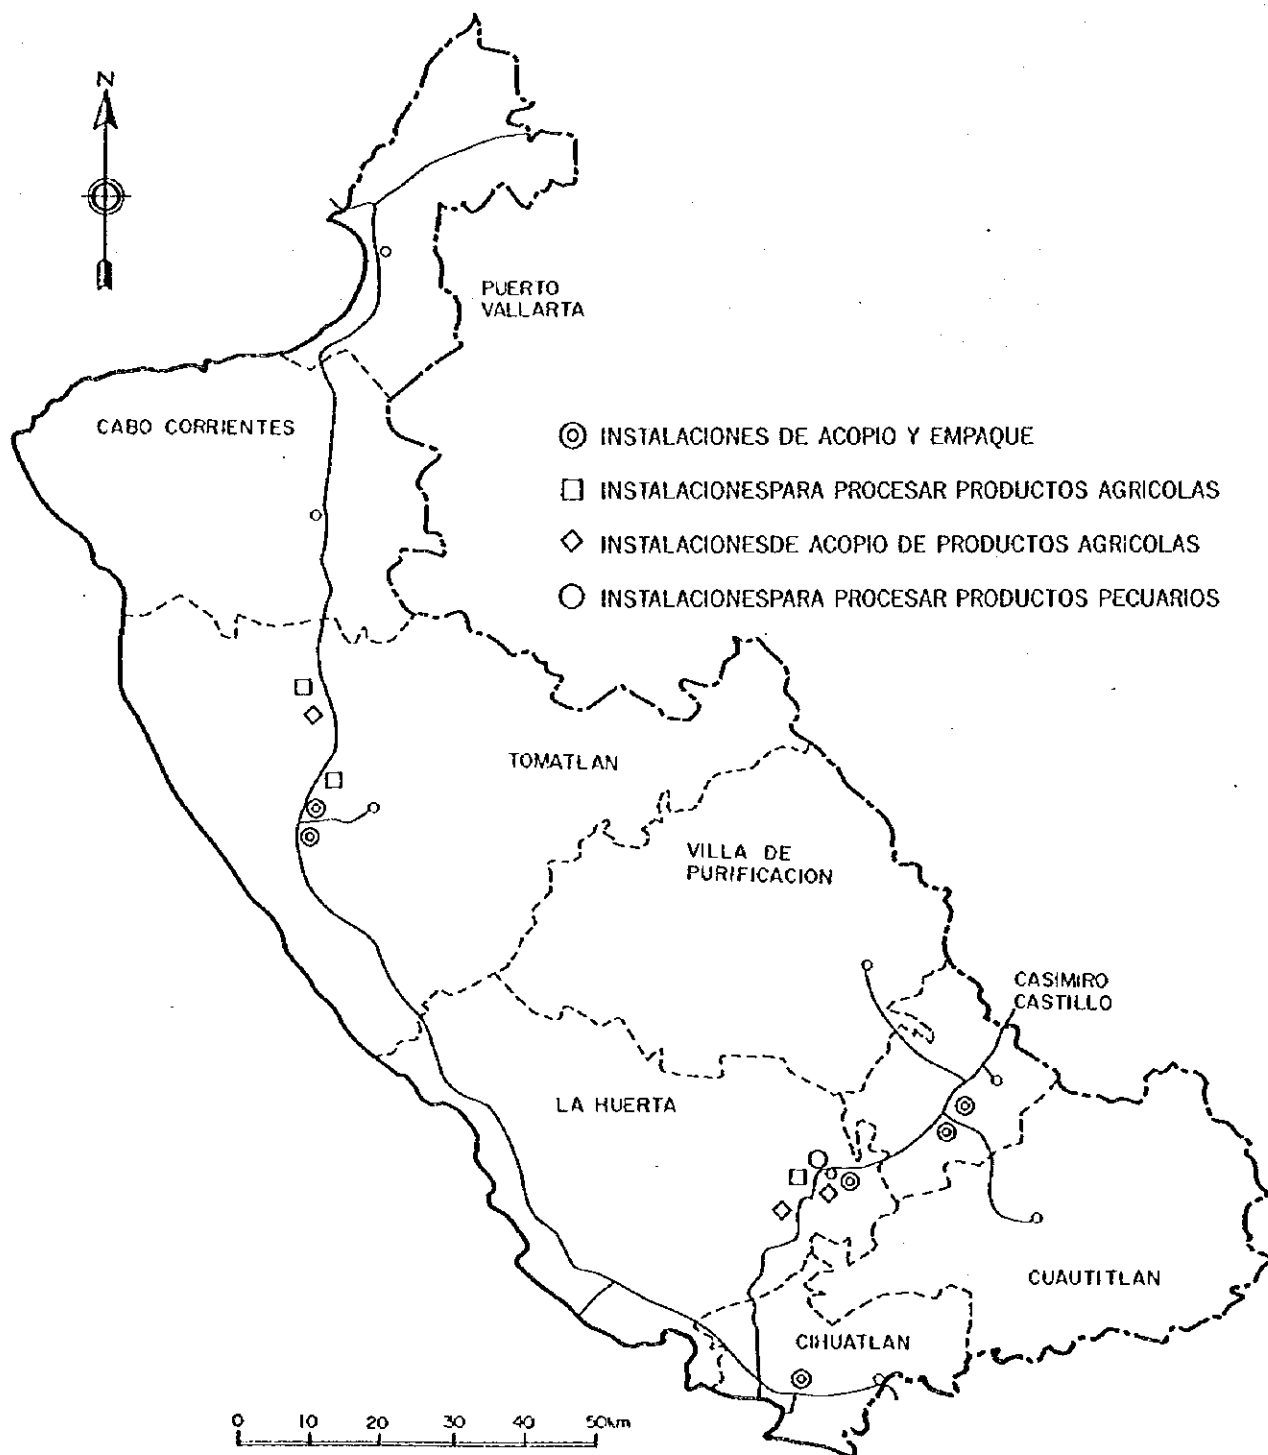 N
PUERTO
VALLARTA
CABO CORRIENTES
INSTALACIONES DE ACOPIO Y EMPAQUE
INSTALACIONESPARA PROCESAR PRODUCTOS AGRICOLAS
INSTALACIONESDE ACOPIO DE PRODUCTOS AGRICOLAS
INSTALACIONESPARA PROCESAR PRODUCTOS PECUARIOS
TOMATLAN
VILLA DE
PURIFICACION
CASIMIRO
CASTILLO
LA HUERTA
CUAUTITLAN
CIHUATLAN
0 10 20 30 40 50km